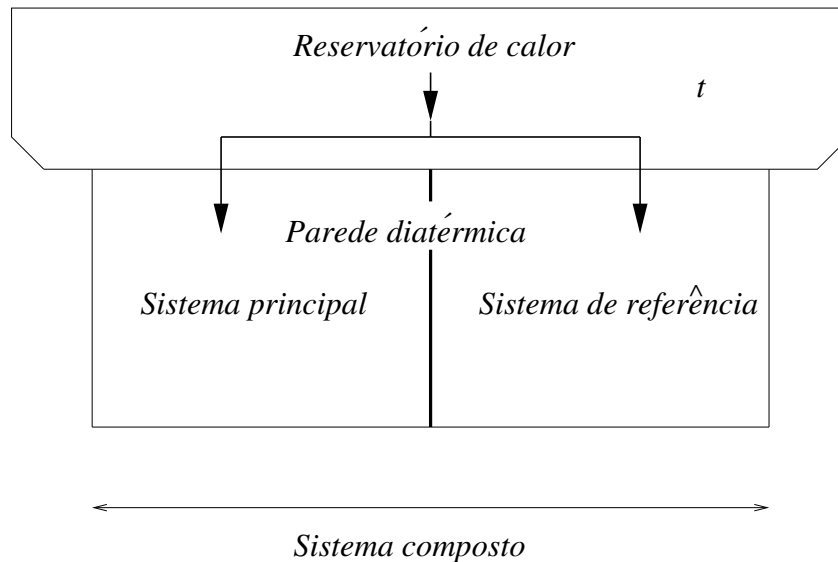 Reservatório de calor
t
Parede diatérmica
Sistema principal
Sistema de referência
Sistema composto